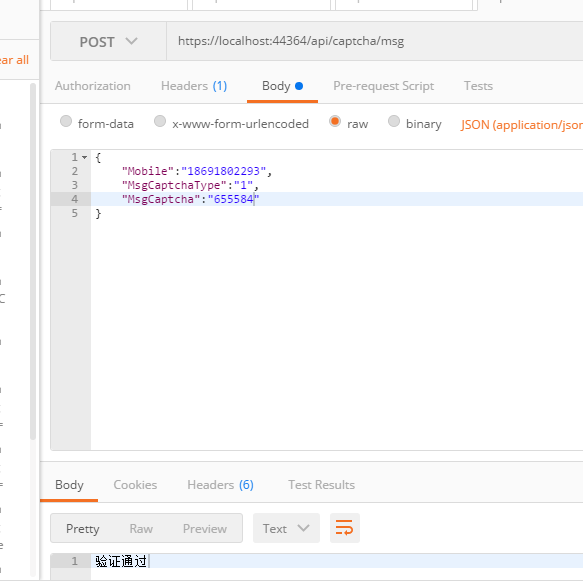 POST https://localhost:44364/api/captcha/msg
ear all
Authorization Headers (1) Body Pre-request Script Tests
form-data x-www-form-urlencoded raw binary JSON (application/json
1 {
2 "Mobile":"18691802293",
3 "MsgCaptchaType":"1",
4 "MsgCaptcha":"655584"
5 }
Body Cookies Headers (6) Test Results
Pretty Raw Preview Text
1 验证通过